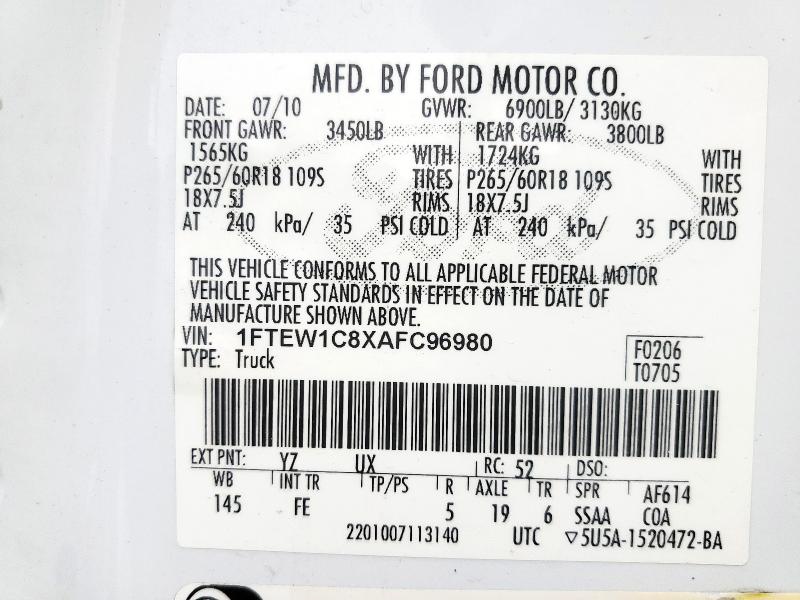 MFD. BY FORD MOTOR CO.
DATE: 07/10 GVWR: 6900LB/ 3130KG
FRONT GAWR: 3450LB REAR GAWR: 3800LB
1565KG WITH 1724KG WITH
P265/60R18 109S TIRES P265/60R18 109S TIRES
18X7.5J RIMS 18X7.5J RIMS
AT 240 kPa/ 35 PSI COLD AT 240 kPa/ 35 PSI COLD
THIS VEHICLE CONFORMS TO ALL APPLICABLE FEDERAL MOTOR
VEHICLE SAFETY STANDARDS IN EFFECT ON THE DATE OF
MANUFACTURE SHOWN ABOVE.
VIN: 1FTEW1C8XAFC96980
TYPE: Truck
F0206
T0705
EXT PNT: YZ UX RC: 52 DSO:
WB INT TR TP/PS R AXLE TR SPR AF614
145 FE 5 19 6 SSAA COA
2201007113140 UTC ▽5U5A-1520472-BA